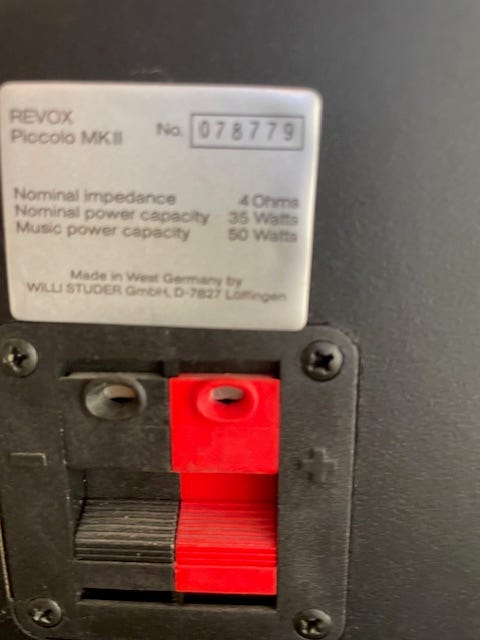 REVOX
Piccolo MKII No. 078779
Nominal impedance 4 Ohms
Nominal power capacity 35 Watts
Music power capacity 50 Watts
Made in West Germany by
WILLI STUDER GmbH, D-7827 Löffingen
- +